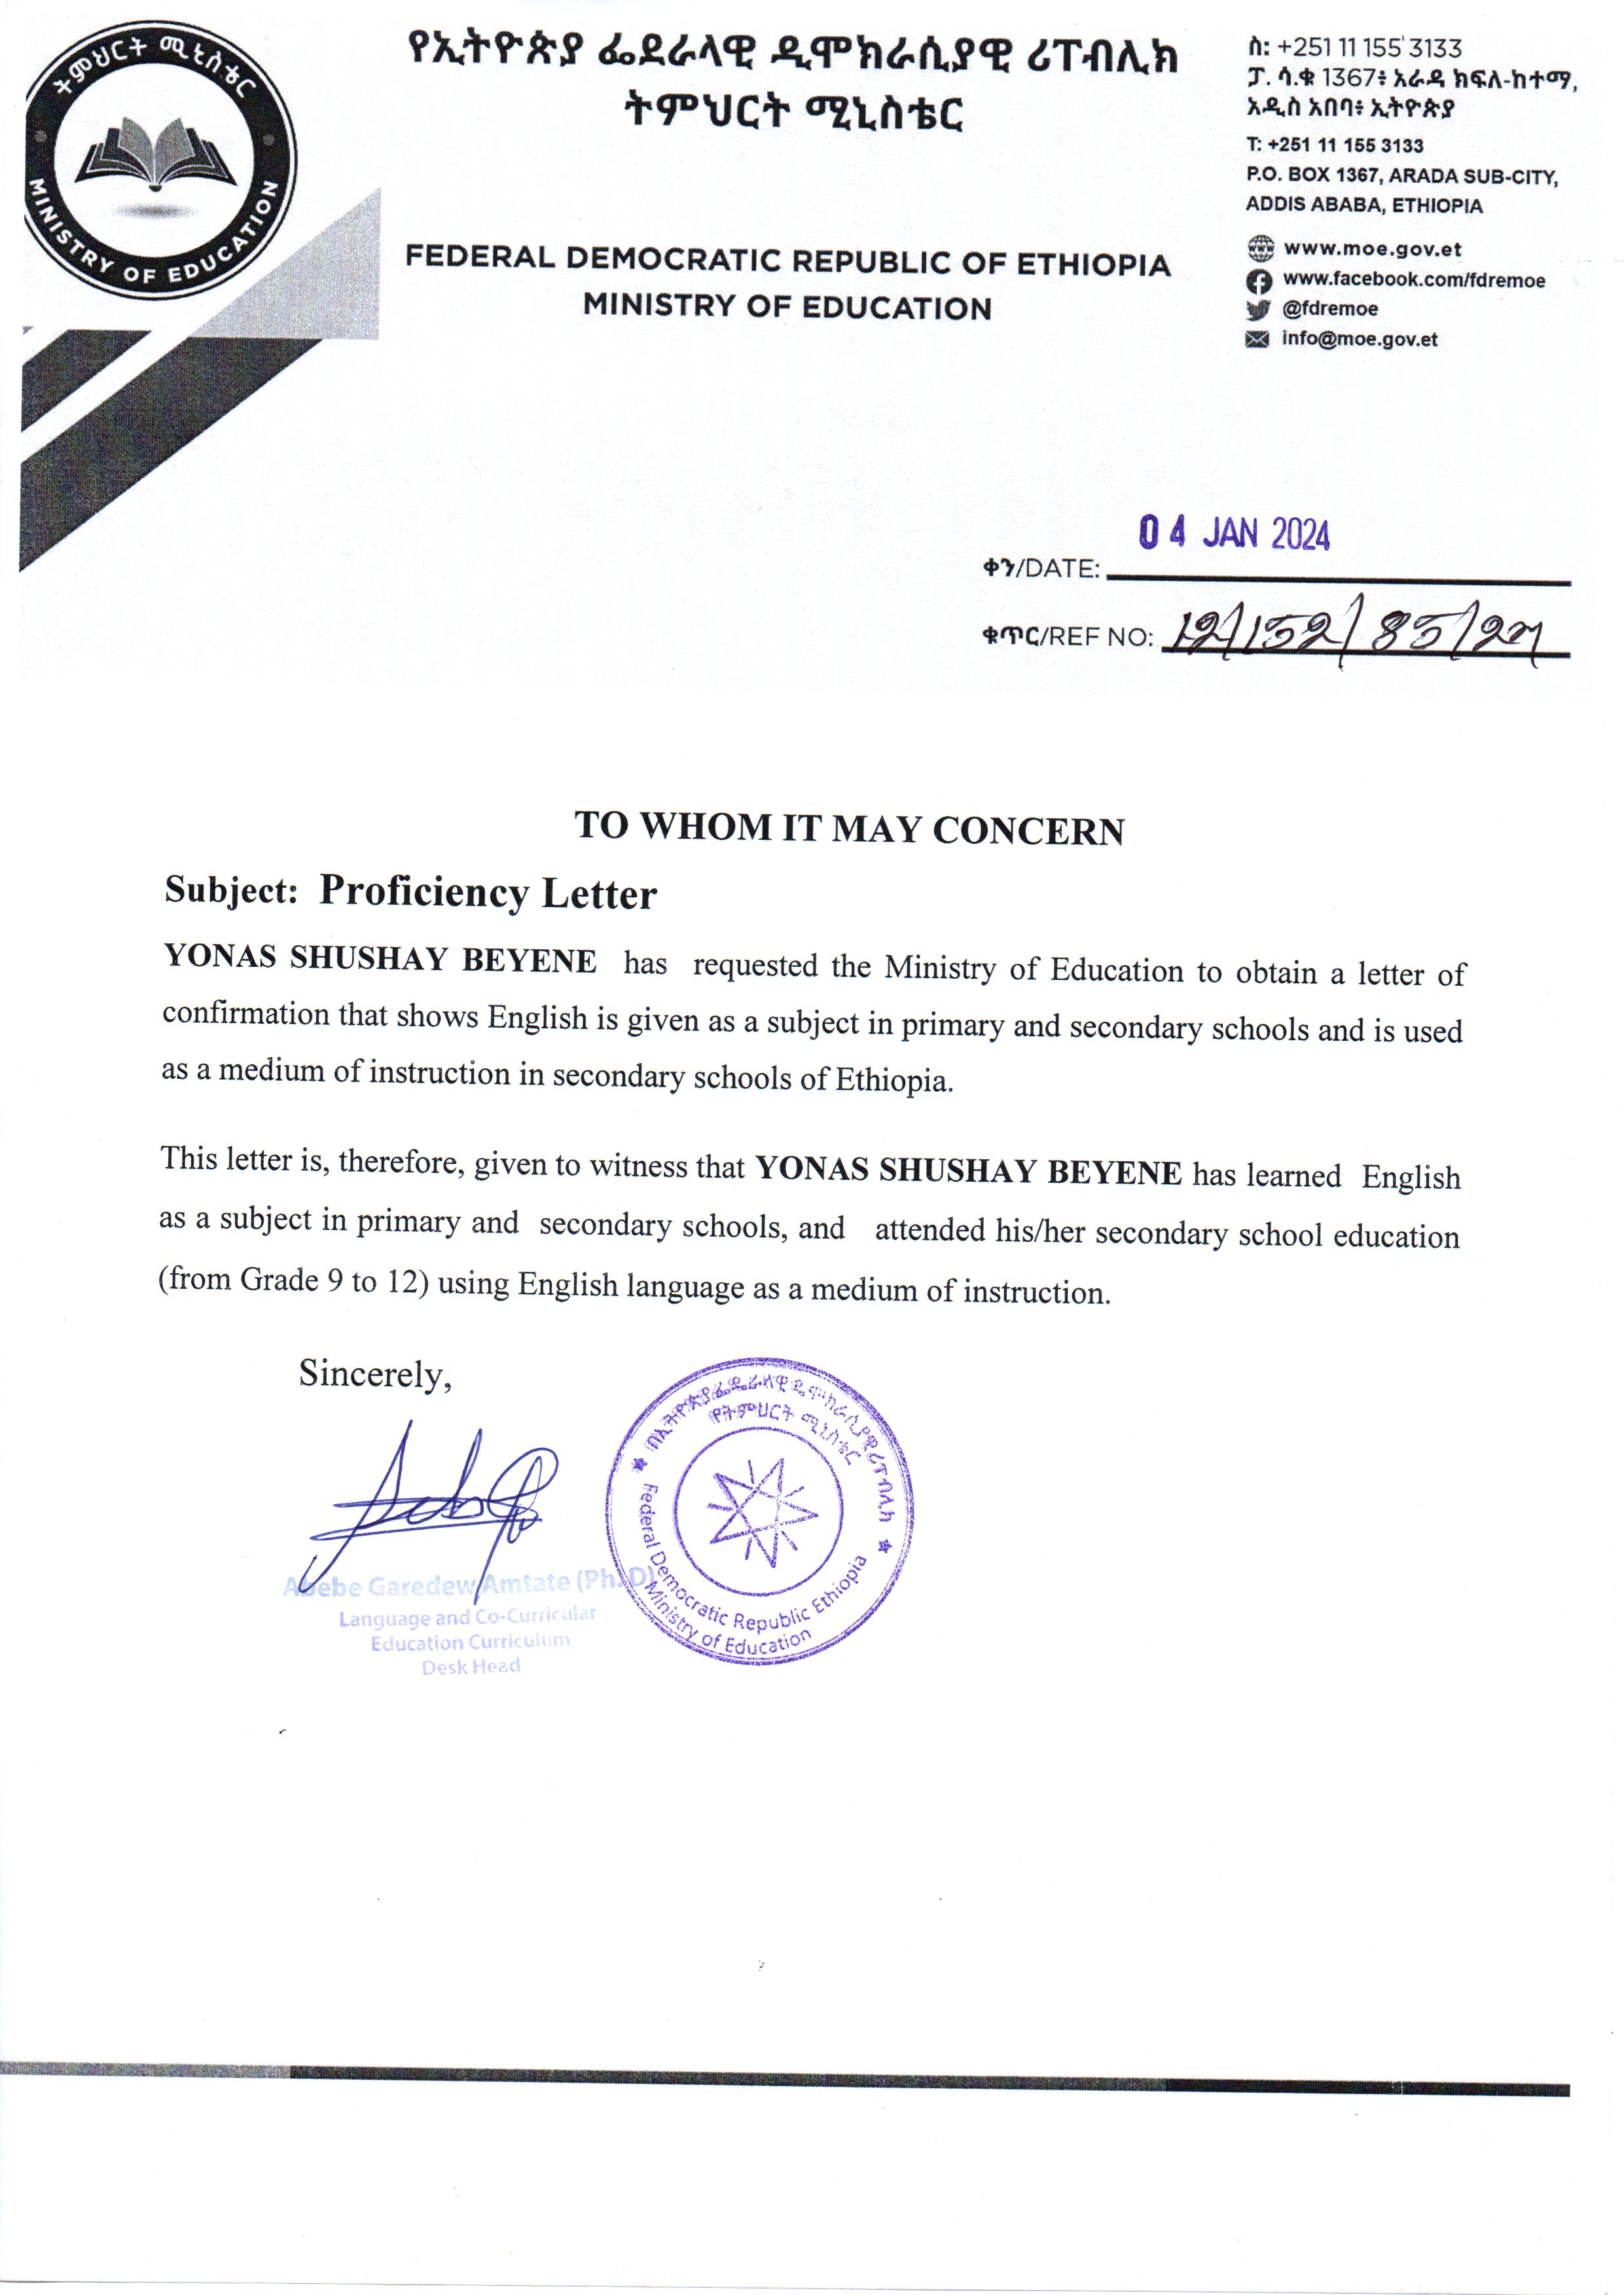 ትምህርት ሚኒስቴር
MINISTRY OF EDUCATION
የኢትዮጵያ ፌደራላዊ ዲሞክራሲያዊ ሪፐብሊክ
ትምህርት ሚኒስቴር
FEDERAL DEMOCRATIC REPUBLIC OF ETHIOPIA
MINISTRY OF EDUCATION
ስ: +251 11 155 3133
ፓ. ሳ.ቁ 1367፥ አራዳ ክፍለ-ከተማ,
አዲስ አበባ፥ ኢትዮጵያ
T: +251 11 155 3133
P.O. BOX 1367, ARADA SUB-CITY,
ADDIS ABABA, ETHIOPIA
www.moe.gov.et
www.facebook.com/fdremoe
@fdremoe
info@moe.gov.et
04 JAN 2024
ቀን/DATE:
ቁጥር/REF NO: 12/152/85/27
TO WHOM IT MAY CONCERN
Subject: Proficiency Letter
YONAS SHUSHAY BEYENE has requested the Ministry of Education to obtain a letter of
confirmation that shows English is given as a subject in primary and secondary schools and is used
as a medium of instruction in secondary schools of Ethiopia.
This letter is, therefore, given to witness that YONAS SHUSHAY BEYENE has learned English
as a subject in primary and secondary schools, and attended his/her secondary school education
(from Grade 9 to 12) using English language as a medium of instruction.
Sincerely,
Abebe Garedew Amtate (Ph.D)
Language and Co-Curricular
Education Curriculum
Desk Head
በኢትዮጵያ ፌዴራላዊ ዲሞክራሲያዊ ሪፐብሊክ
የትምህርት ሚኒስቴር
Federal Democratic Republic Ethiopia
Ministry of Education